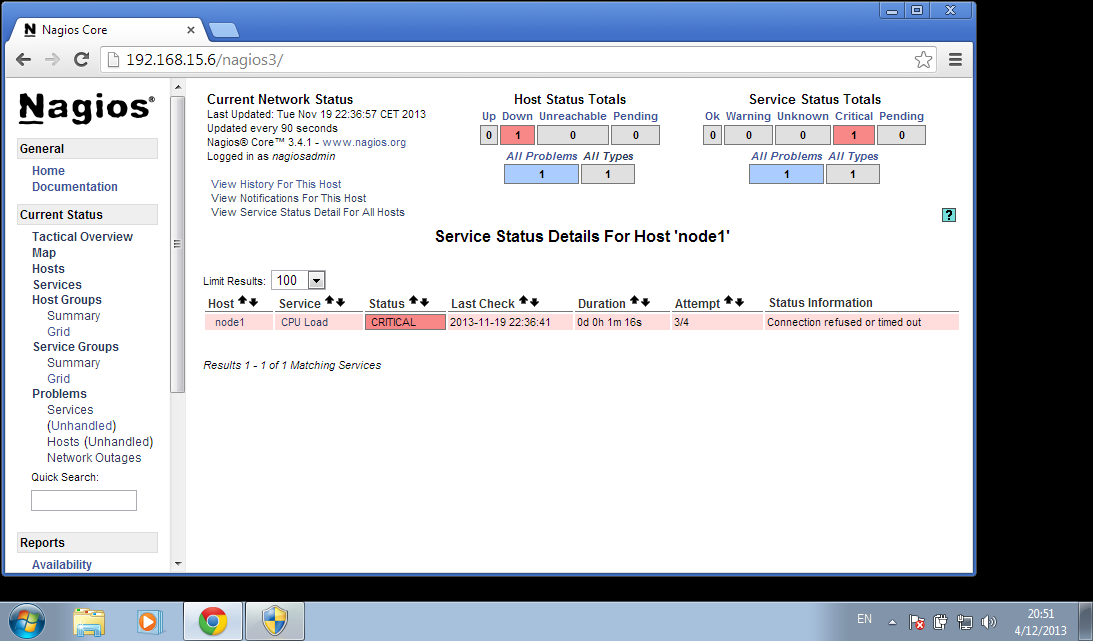 Nagios Core
192.168.15.6/nagios3/
Nagios®
General
Home
Documentation
Current Status
Tactical Overview
Map
Hosts
Services
Host Groups
Summary
Grid
Service Groups
Summary
Grid
Problems
Services
(Unhandled)
Hosts (Unhandled)
Network Outages
Quick Search:
Reports
Availability
Current Network Status
Last Updated: Tue Nov 19 22:36:57 CET 2013
Updated every 90 seconds
Nagios® Core™ 3.4.1 - www.nagios.org
Logged in as nagiosadmin
View History For This Host
View Notifications For This Host
View Service Status Detail For All Hosts
Host Status Totals
Up Down Unreachable Pending
0 1 0 0
All Problems All Types
1 1
Service Status Totals
Ok Warning Unknown Critical Pending
0 0 0 1 0
All Problems All Types
1 1
?
Service Status Details For Host 'node1'
Limit Results: 100
Host Service Status Last Check Duration Attempt Status Information
node1 CPU Load CRITICAL 2013-11-19 22:36:41 0d 0h 1m 16s 3/4 Connection refused or timed out
Results 1 - 1 of 1 Matching Services
EN
20:51
4/12/2013